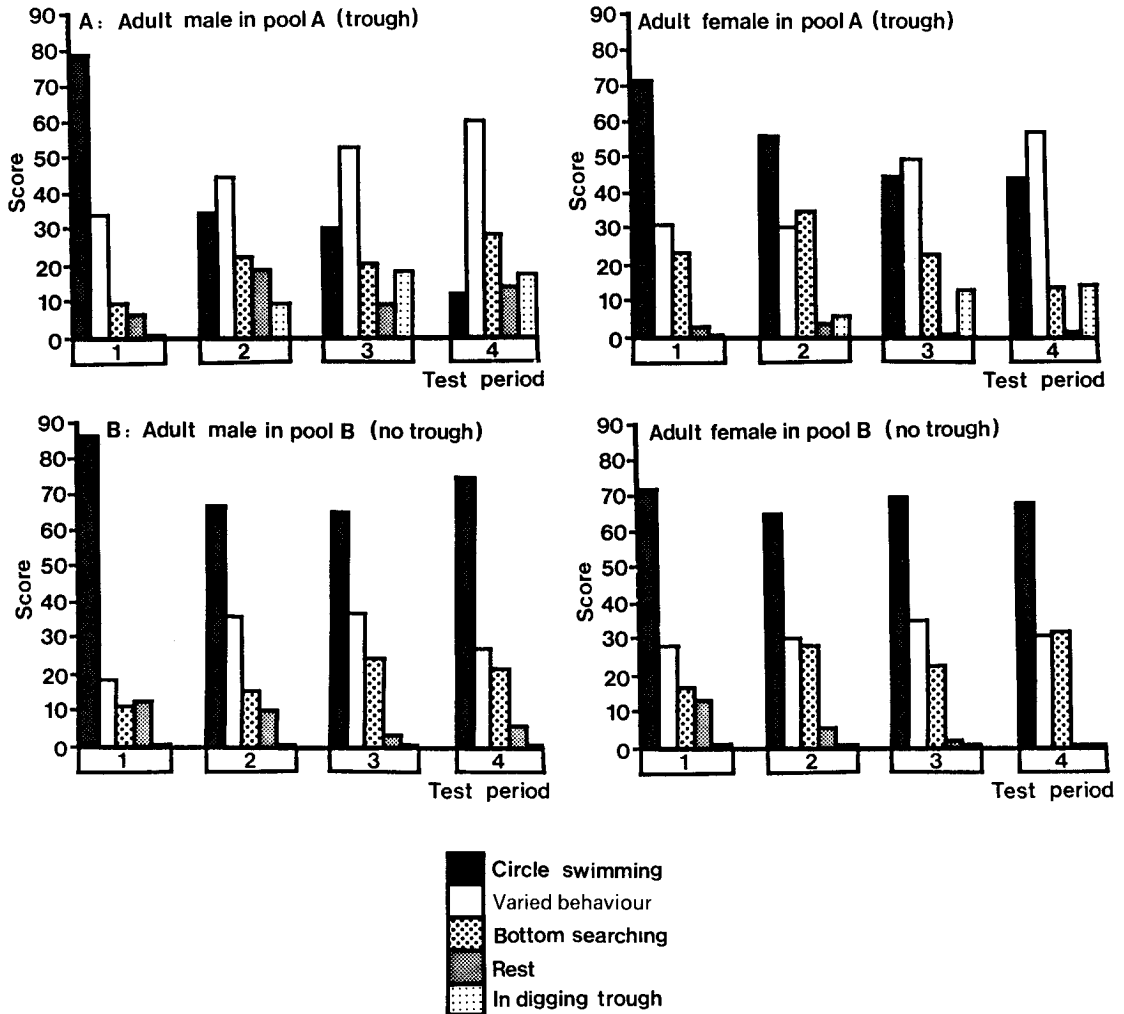 A: Adult male in pool A (trough)
90
80
70
60
50
40
30
20
10
0
Score
1 2 3 4
Test period
Adult female in pool A (trough)
90
80
70
60
50
40
30
20
10
0
Score
1 2 3 4
Test period
B: Adult male in pool B (no trough)
90
80
70
60
50
40
30
20
10
0
Score
1 2 3 4
Test period
Adult female in pool B (no trough)
90
80
70
60
50
40
30
20
10
0
Score
1 2 3 4
Test period
Circle swimming
Varied behaviour
Bottom searching
Rest
In digging trough